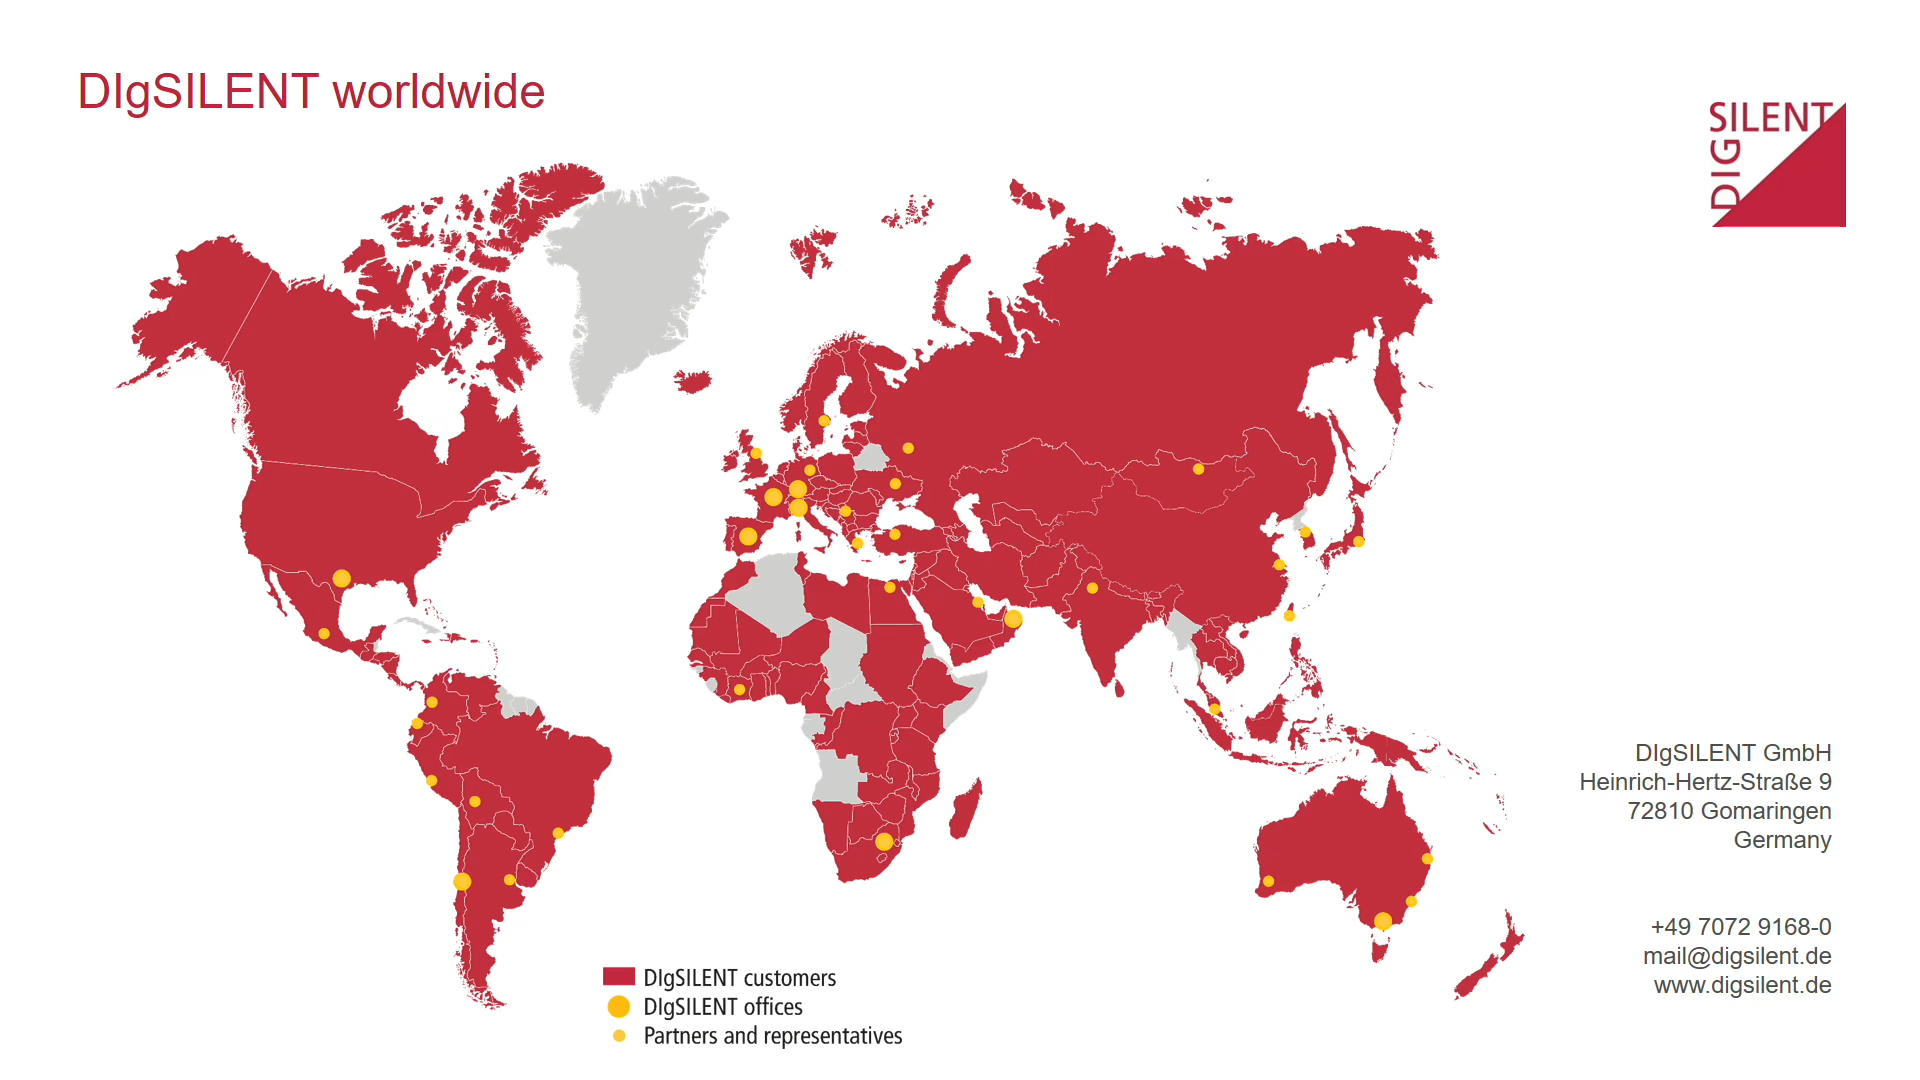 DIgSILENT worldwide
SILENT
DIG
DIgSILENT GmbH
Heinrich-Hertz-Straße 9
72810 Gomaringen
Germany
+49 7072 9168-0
mail@digsilent.de
www.digsilent.de
DIgSILENT customers
DIgSILENT offices
Partners and representatives